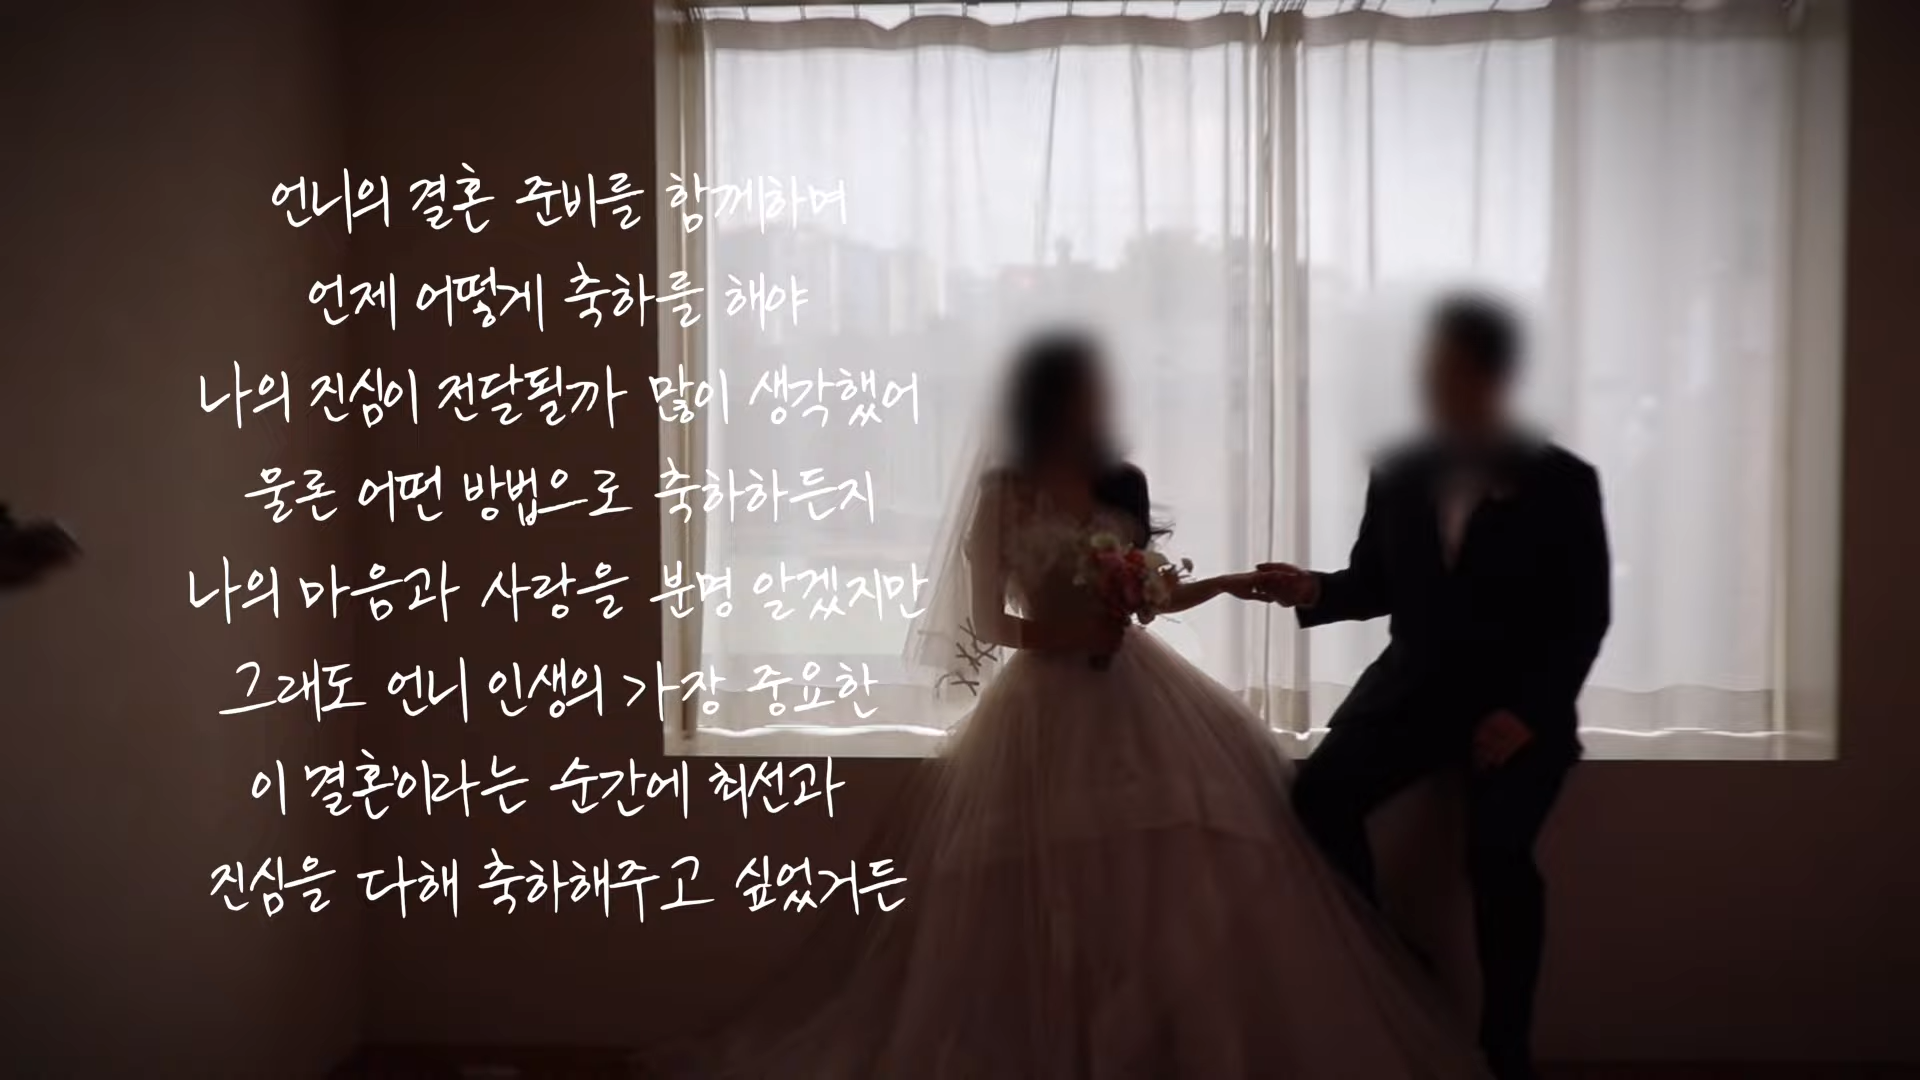 언니의 결혼 준비를 함께하며
언제 어떻게 축하를 해야
나의 진심이 전달될까 많이 생각했어
물론 어떤 방법으로 축하하든지
나의 마음과 사랑을 분명 알겠지만
그래도 언니 인생의 가장 중요한
이 '결혼'이라는 순간에 최선과
진심을 다해 축하해주고 싶었거든